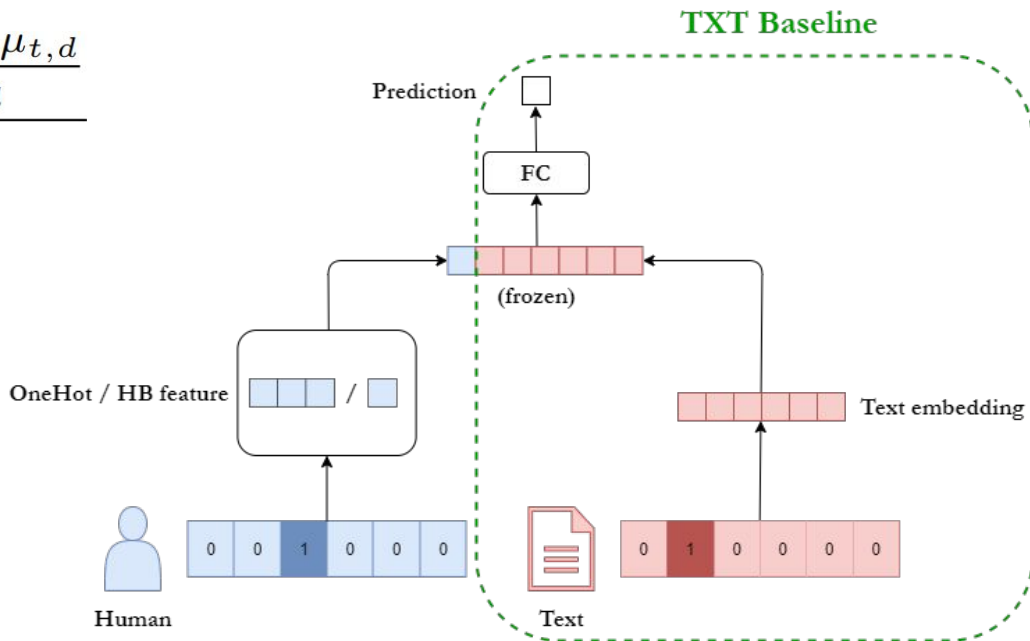 TXT Baseline
μ_{t,d}
Prediction
FC
(frozen)
OneHot / HB feature
/
Text embedding
0 0 1 0 0 0
0 1 0 0 0 0
Human
Text